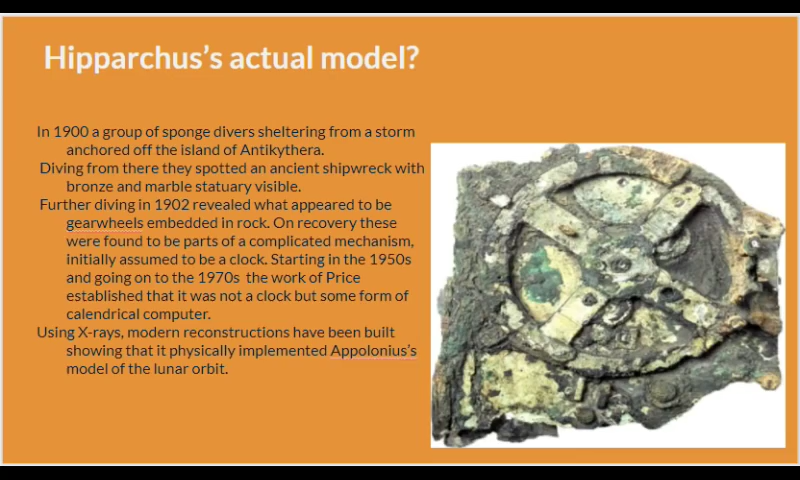 Hipparchus's actual model?
In 1900 a group of sponge divers sheltering from a storm
anchored off the island of Antikythera.
Diving from there they spotted an ancient shipwreck with
bronze and marble statuary visible.
Further diving in 1902 revealed what appeared to be
gearwheels embedded in rock. On recovery these
were found to be parts of a complicated mechanism,
initially assumed to be a clock. Starting in the 1950s
and going on to the 1970s the work of Price
established that it was not a clock but some form of
calendrical computer.
Using X-rays, modern reconstructions have been built
showing that it physically implemented Appolonius's
model of the lunar orbit.